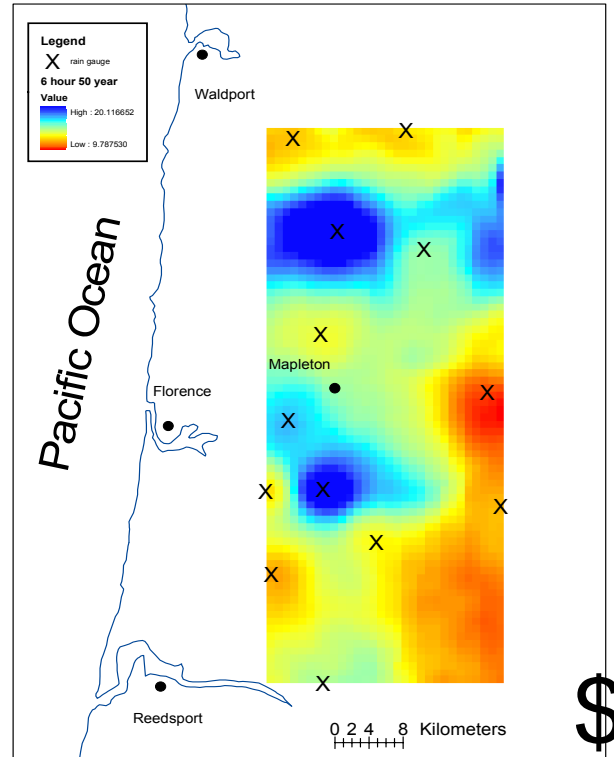 Legend
X rain gauge
6 hour 50 year
Value
High : 20.116652
Low : 9.787530
Waldport
X
X
X
X
Pacific Ocean
X
Mapleton
Florence
X
X
X
X
X
X
X
X
Reedsport
0 2 4 8 Kilometers
$